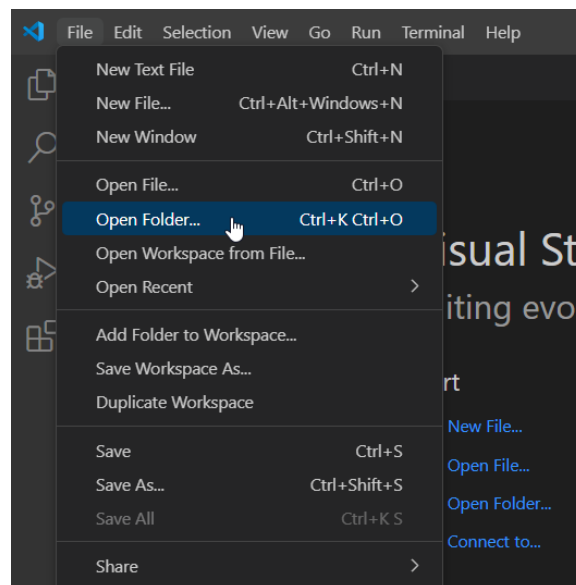 File Edit Selection View Go Run Terminal Help
New Text File Ctrl+N
New File... Ctrl+Alt+Windows+N
New Window Ctrl+Shift+N
Open File... Ctrl+O
Open Folder... Ctrl+K Ctrl+O
Open Workspace from File...
Open Recent
Add Folder to Workspace...
Save Workspace As...
Duplicate Workspace
Save Ctrl+S
Save As... Ctrl+Shift+S
Save All Ctrl+K S
Share
isual St
iting evo
rt
New File...
Open File...
Open Folder...
Connect to...